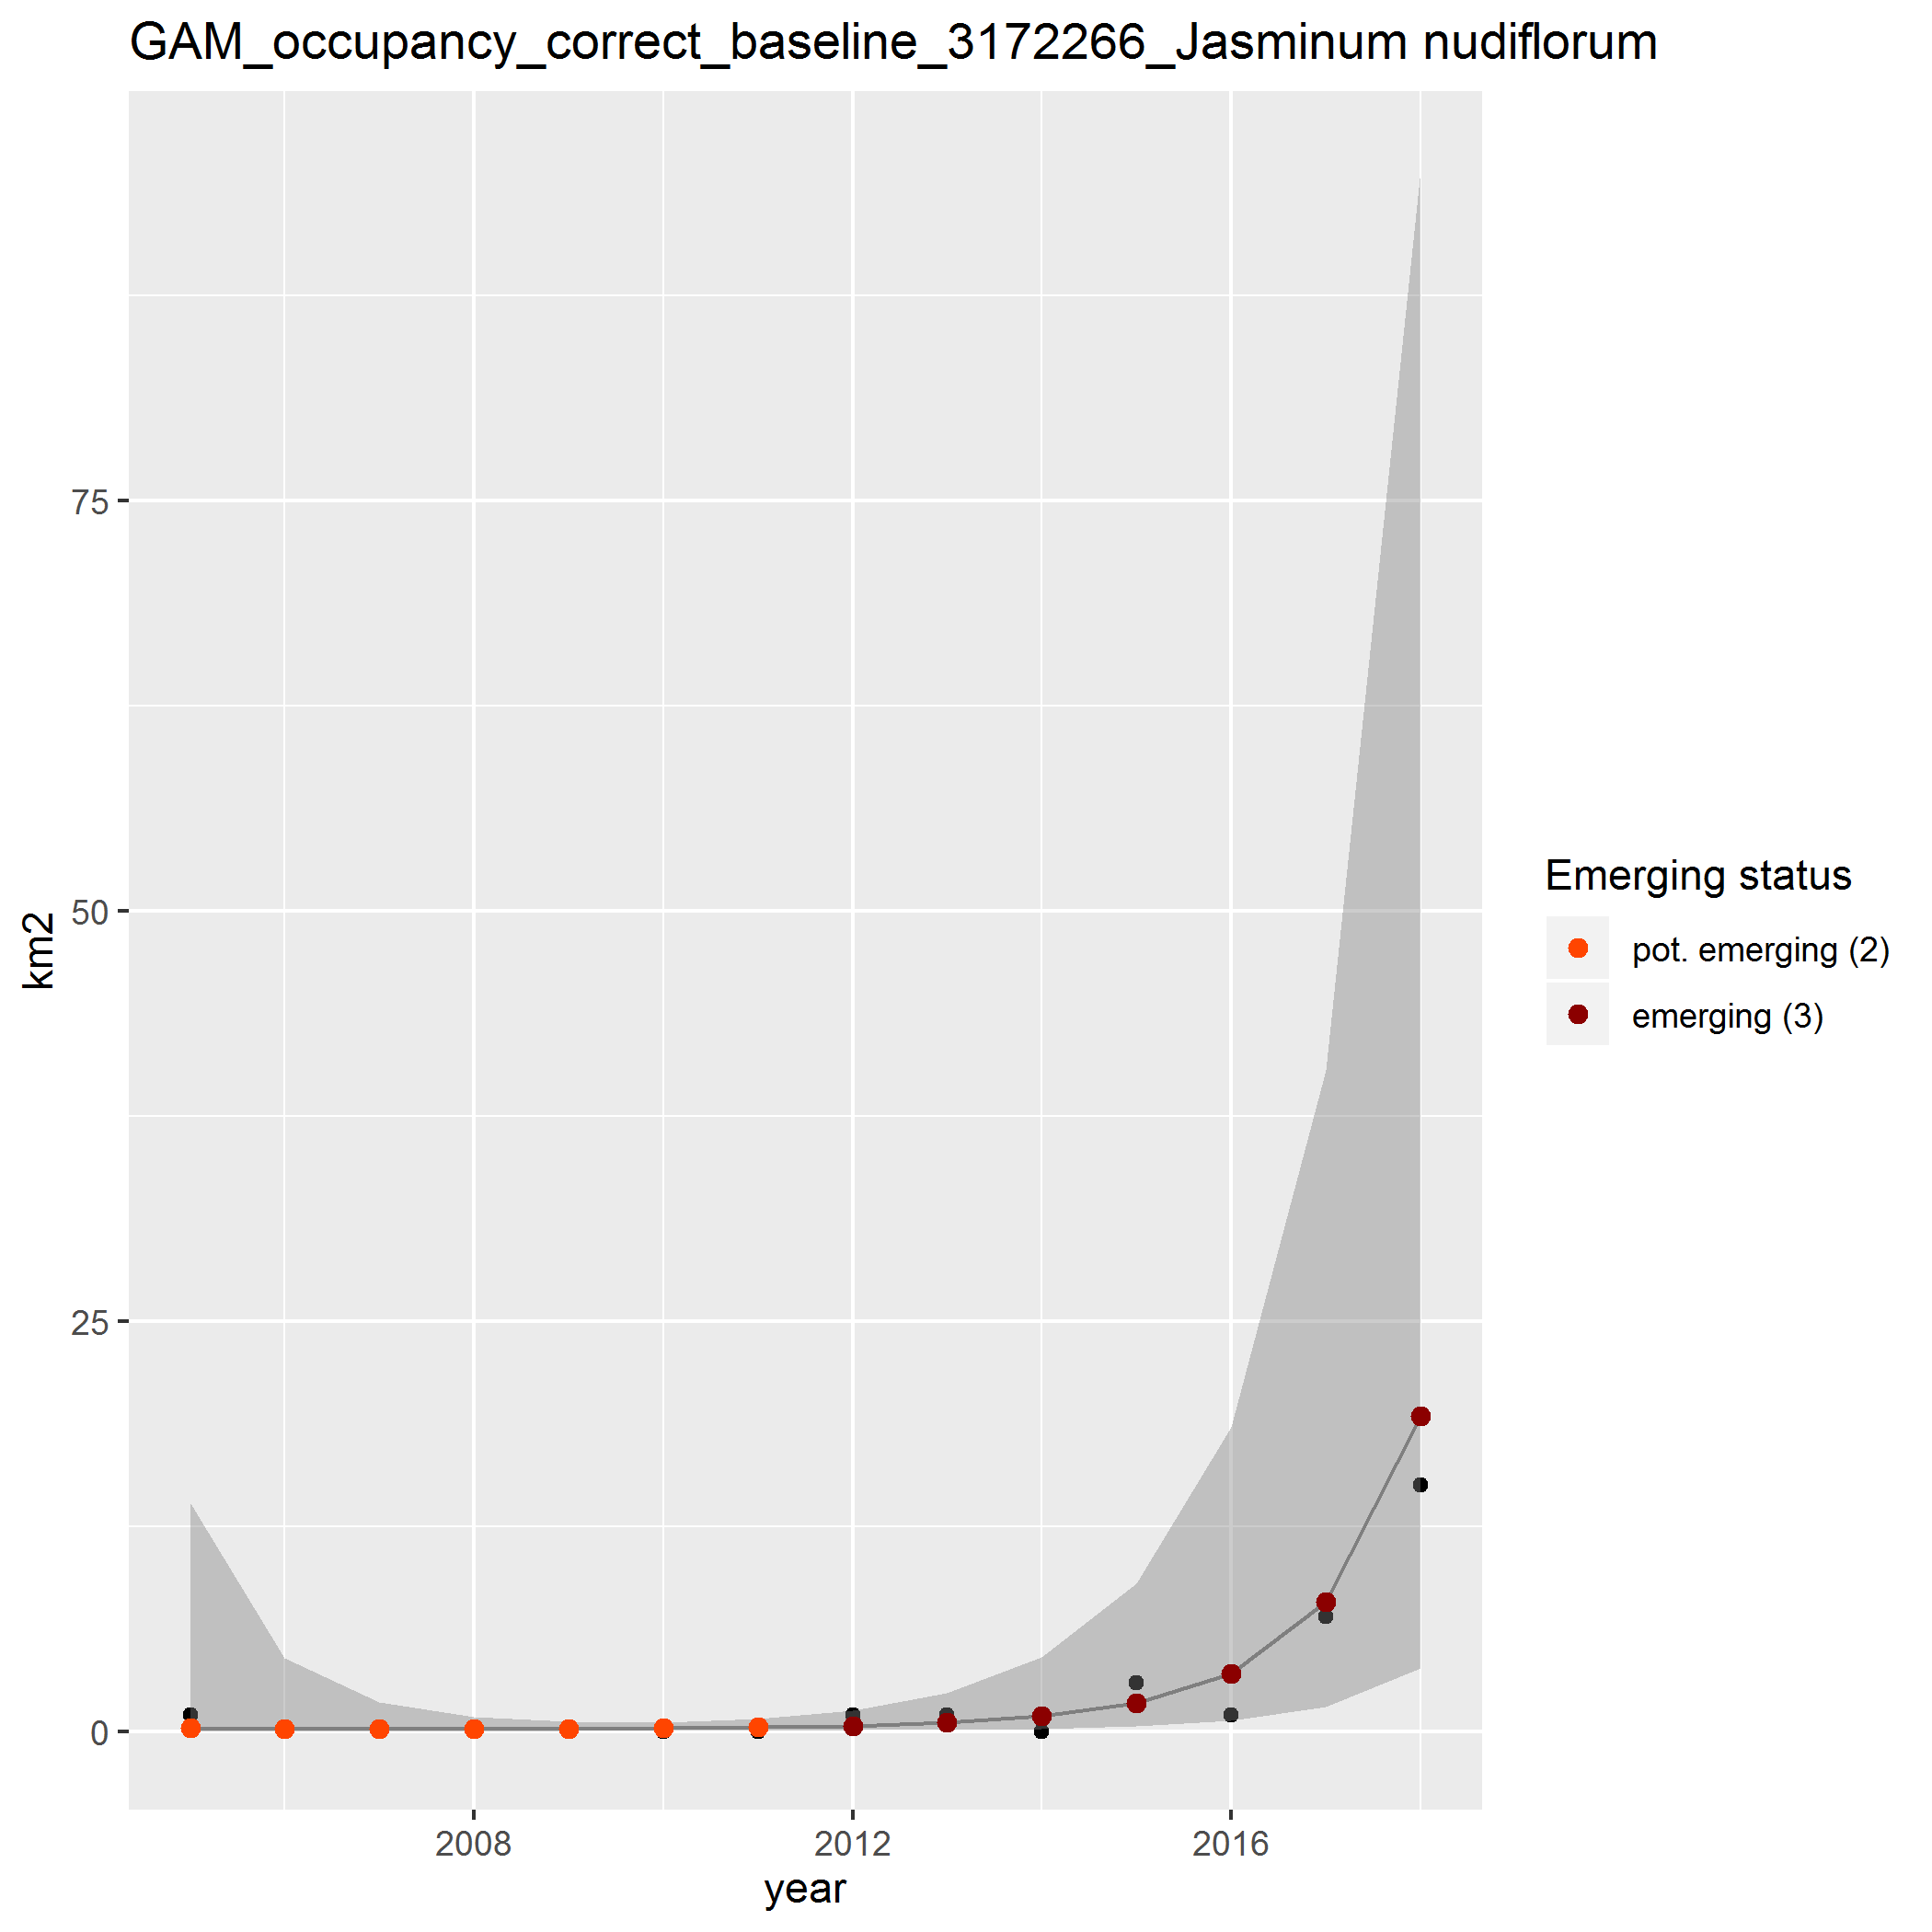 GAM_occupancy_correct_baseline_3172266_Jasminum nudiflorum
75
50
25
0
km2
2008
2012
2016
year
Emerging status
pot. emerging (2)
emerging (3)